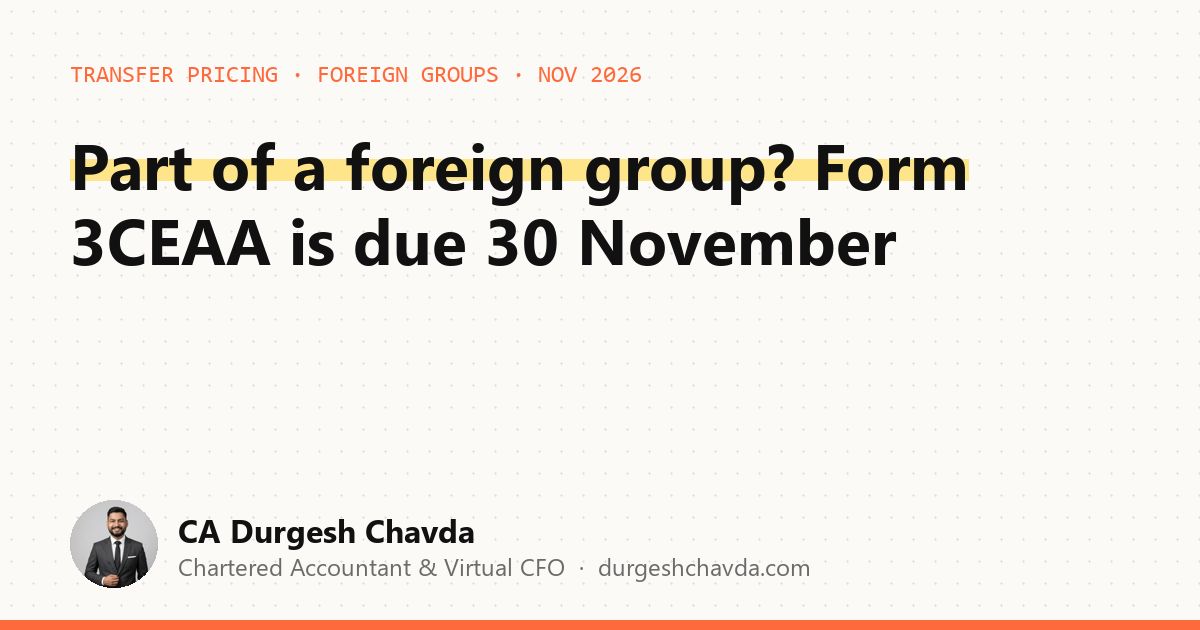 TRANSFER PRICING · FOREIGN GROUPS · NOV 2026
Part of a foreign group? Form
3CEAA is due 30 November
CA Durgesh Chavda
Chartered Accountant & Virtual CFO · durgeshchavda.com